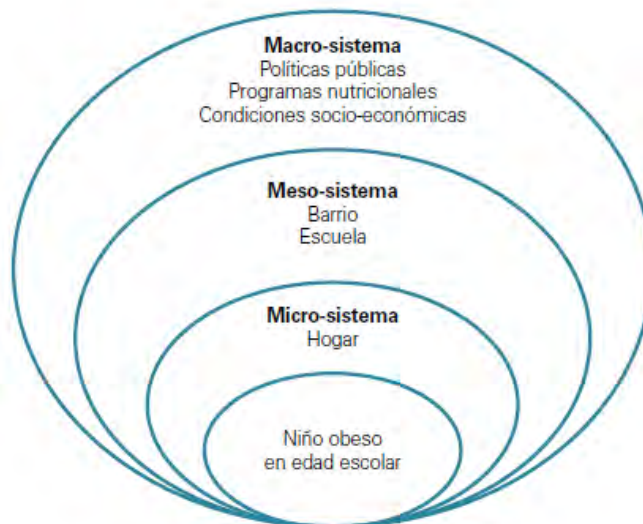 Macro-sistema
Políticas públicas
Programas nutricionales
Condiciones socio-económicas
Meso-sistema
Barrio
Escuela
Micro-sistema
Hogar
Niño obeso
en edad escolar